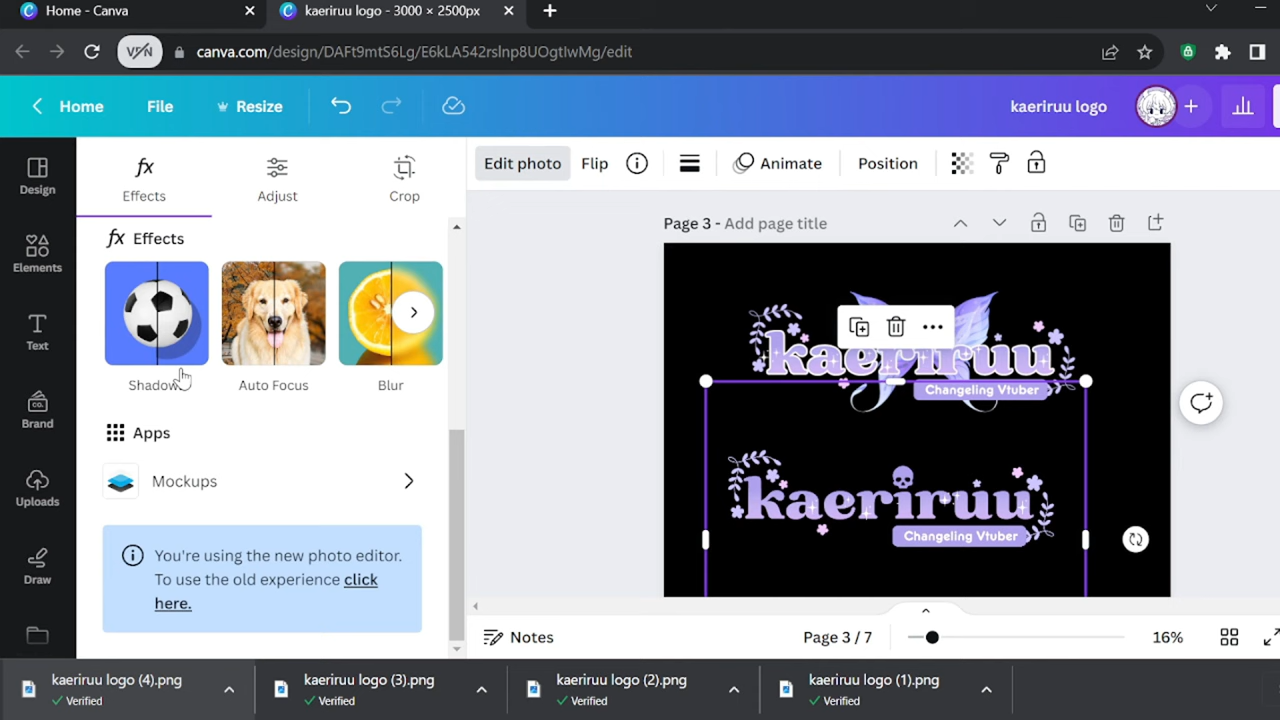 Home - Canva
kaeriruu logo - 3000 × 2500px
VPN
canva.com/design/DAFt9mtS6Lg/E6kLA542rslnp8UOgtIwMg/edit
Home
File
Resize
kaeriruu logo
Design
Elements
Text
Brand
Uploads
Draw
fx
Effects
Adjust
Crop
fx Effects
Shadows
Auto Focus
Blur
Apps
Mockups
You're using the new photo editor.
To use the old experience click
here.
Edit photo
Flip
Animate
Position
Page 3 - Add page title
kaeriruu
Changeling Vtuber
kaeriruu
Changeling Vtuber
Notes
Page 3 / 7
16%
kaeriruu logo (4).png
Verified
kaeriruu logo (3).png
Verified
kaeriruu logo (2).png
Verified
kaeriruu logo (1).png
Verified